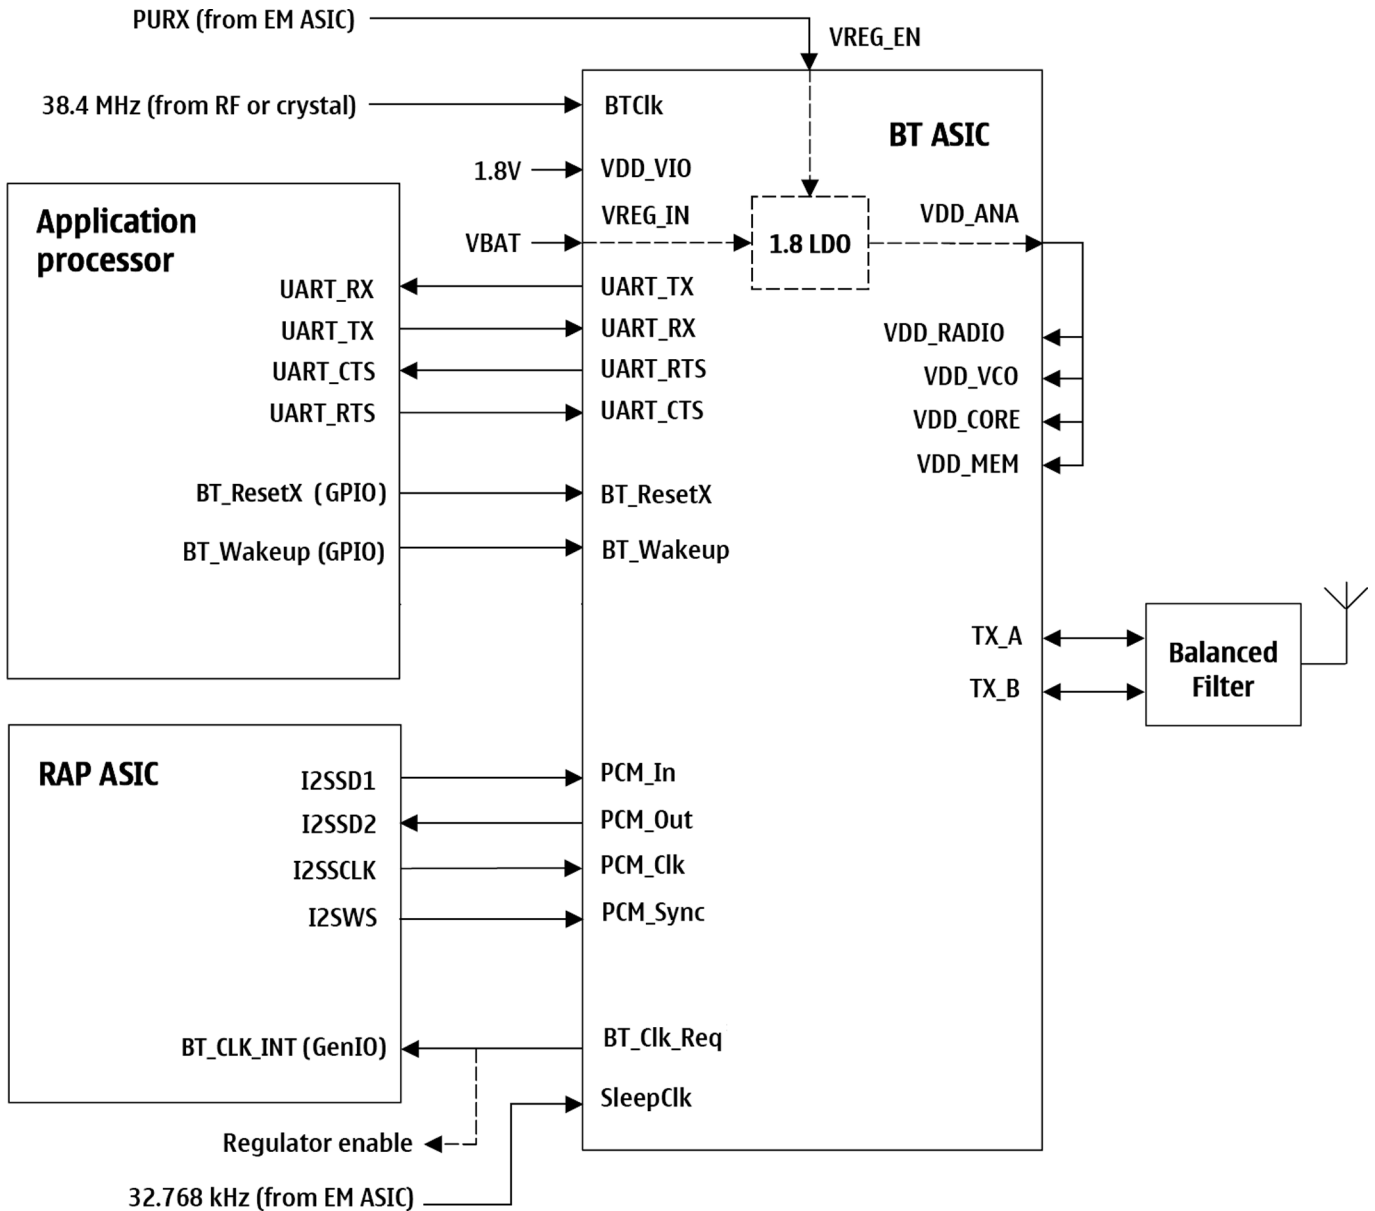 PURX (from EM ASIC)
VREG_EN
38.4 MHz (from RF or crystal)
BTClk
BT ASIC
1.8V
VDD_VIO
VREG_IN
VBAT
1.8 LDO
VDD_ANA
Application
processor
UART_RX
UART_TX
UART_TX
UART_RX
UART_CTS
UART_RTS
UART_RTS
UART_CTS
VDD_RADIO
VDD_VCO
VDD_CORE
VDD_MEM
BT_ResetX (GPIO)
BT_ResetX
BT_Wakeup (GPIO)
BT_Wakeup
TX_A
TX_B
Balanced
Filter
RAP ASIC
I2SSD1
PCM_In
I2SSD2
PCM_Out
I2SSCLK
PCM_Clk
I2SWS
PCM_Sync
BT_CLK_INT (GenIO)
BT_Clk_Req
SleepClk
Regulator enable
32.768 kHz (from EM ASIC)